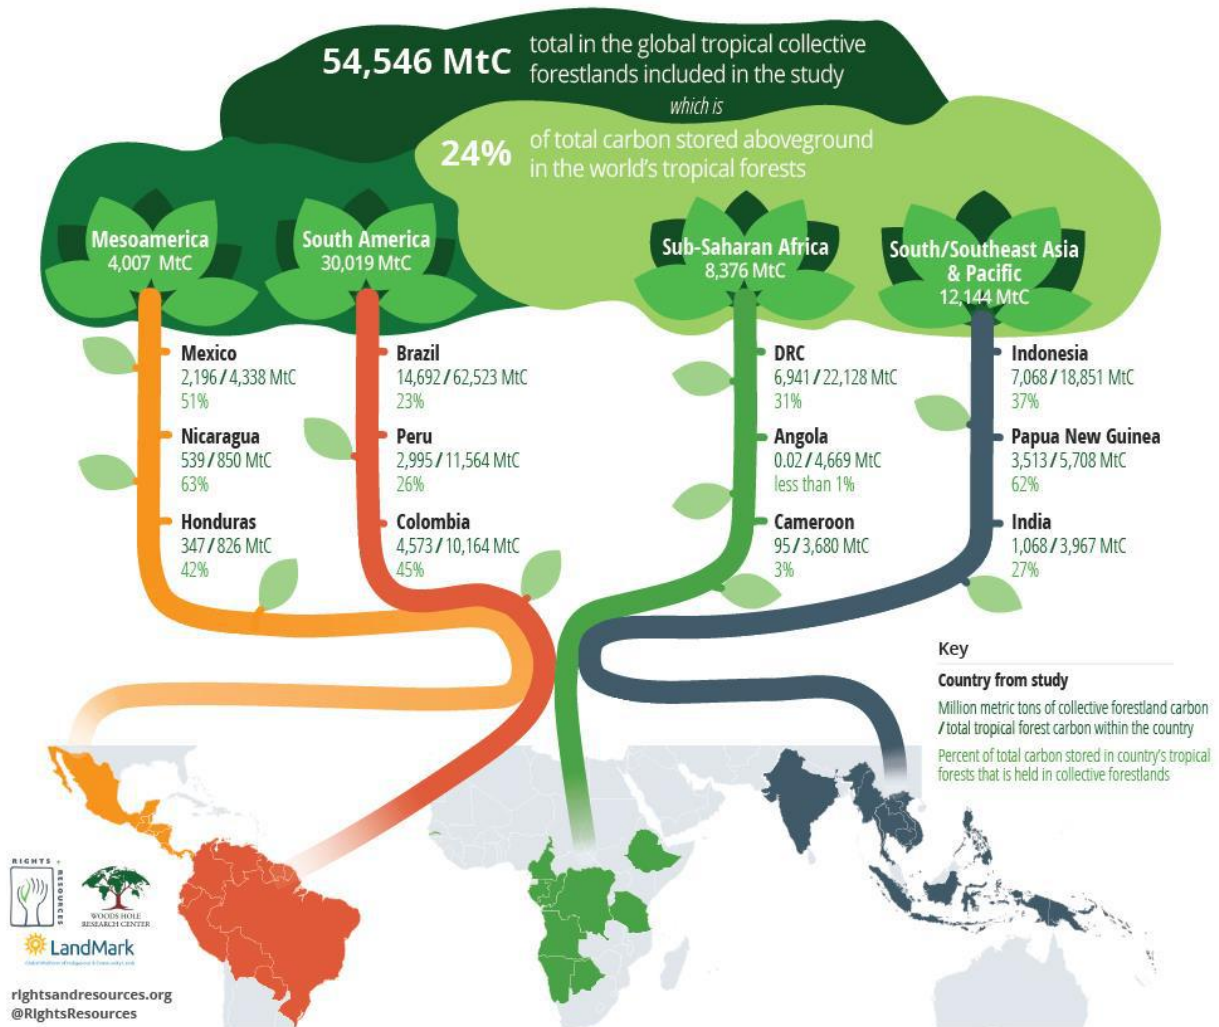 54,546 MtC
total in the global tropical collective
forestlands included in the study
which is
24%
of total carbon stored aboveground
in the world's tropical forests
Mesoamerica
4,007 MtC
South America
30,019 MtC
Sub-Saharan Africa
8,376 MtC
South/Southeast Asia
& Pacific
12,144 MtC
Mexico
2,196 / 4,338 MtC
51%
Nicaragua
539 / 850 MtC
63%
Honduras
347 / 826 MtC
42%
Brazil
14,692 / 62,523 MtC
23%
Peru
2,995 / 11,564 MtC
26%
Colombia
4,573 / 10,164 MtC
45%
DRC
6,941 / 22,128 MtC
31%
Angola
0.02 / 4,669 MtC
less than 1%
Cameroon
95 / 3,680 MtC
3%
Indonesia
7,068 / 18,851 MtC
37%
Papua New Guinea
3,513 / 5,708 MtC
62%
India
1,068 / 3,967 MtC
27%
Key
Country from study
Million metric tons of collective forestland carbon
/ total tropical forest carbon within the country
Percent of total carbon stored in country's tropical
forests that is held in collective forestlands
RIGHTS +
RESOURCES
WOODS HOLE
RESEARCH CENTER
LandMark
rightsandresources.org
@RightsResources